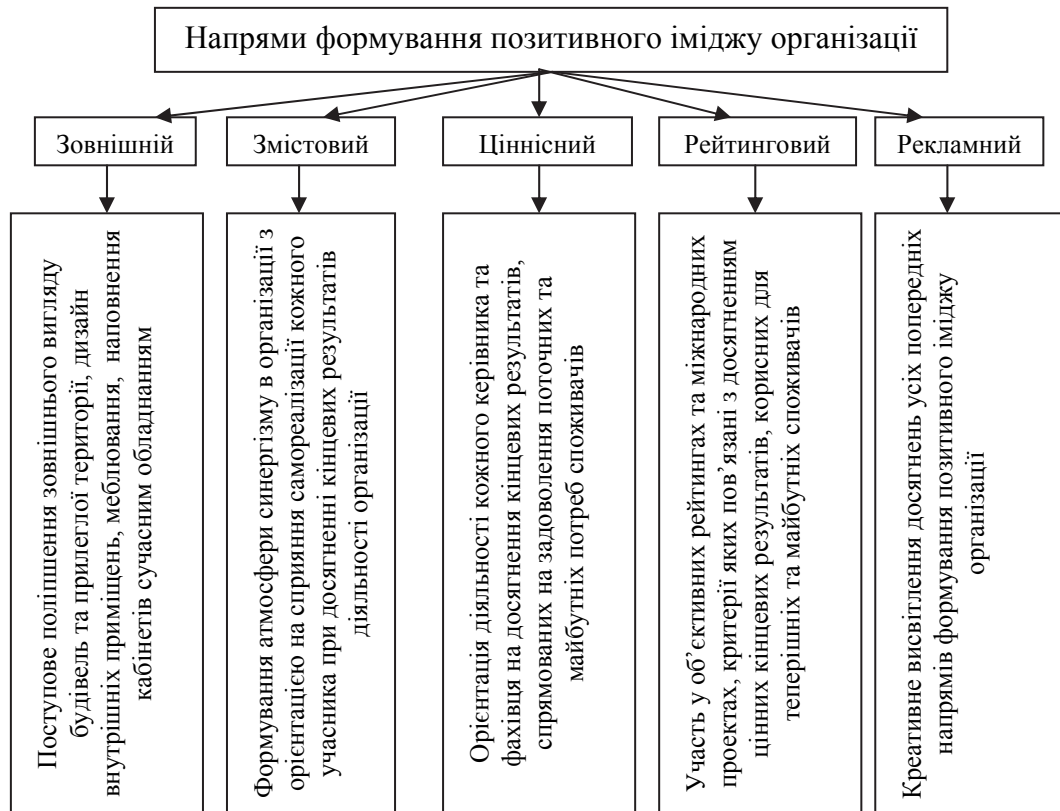 Напрями формування позитивного іміджу організації
Зовнішній
Змістовий
Ціннісний
Рейтинговий
Рекламний
Поступове поліпшення зовнішнього вигляду
будівель та прилеглої території, дизайн
внутрішніх приміщень, меблювання, наповнення
кабінетів сучасним обладнанням
Формування атмосфери синергізму в організації з
орієнтацією на сприяння самореалізації кожного
учасника при досягненні кінцевих результатів
діяльності організації
Орієнтація діяльності кожного керівника та
фахівця на досягнення кінцевих результатів,
спрямованих на задоволення поточних та
майбутніх потреб споживачів
Участь у об’єктивних рейтингах та міжнародних
проектах, критерії яких пов’язані з досягненням
цінних кінцевих результатів, корисних для
теперішніх та майбутніх споживачів
Креативне висвітлення досягнень усіх попередніх
напрямів формування позитивного іміджу
організації